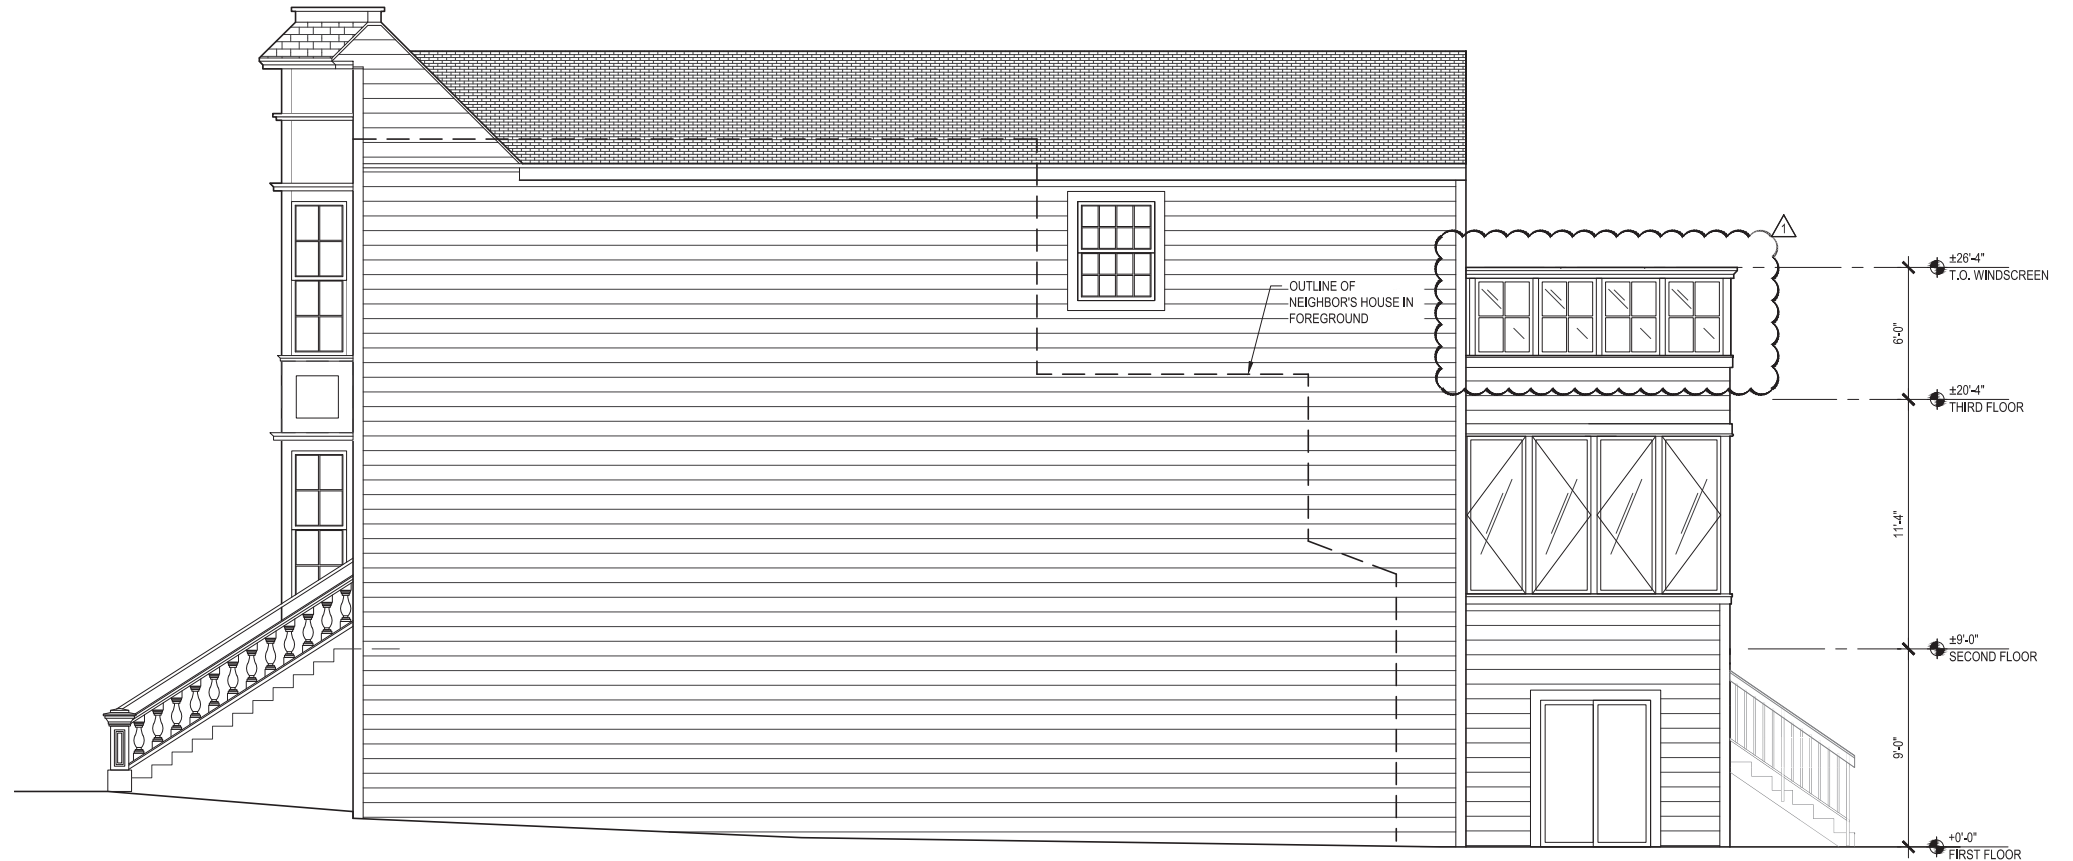 1
±26'-4"
T.O. WINDSCREEN
OUTLINE OF
NEIGHBOR'S HOUSE IN
FOREGROUND
6'-0"
±20'-4"
THIRD FLOOR
11'-4"
±9'-0"
SECOND FLOOR
9'-0"
+0'-0"
FIRST FLOOR